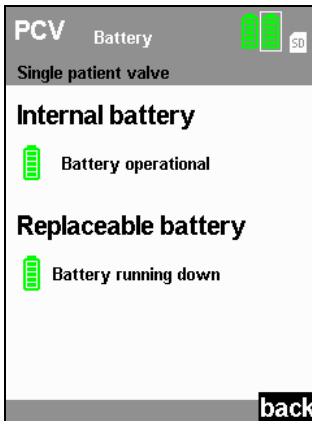 PCV Battery SD
Single patient valve
Internal battery
Battery operational
Replaceable battery
Battery running down
back